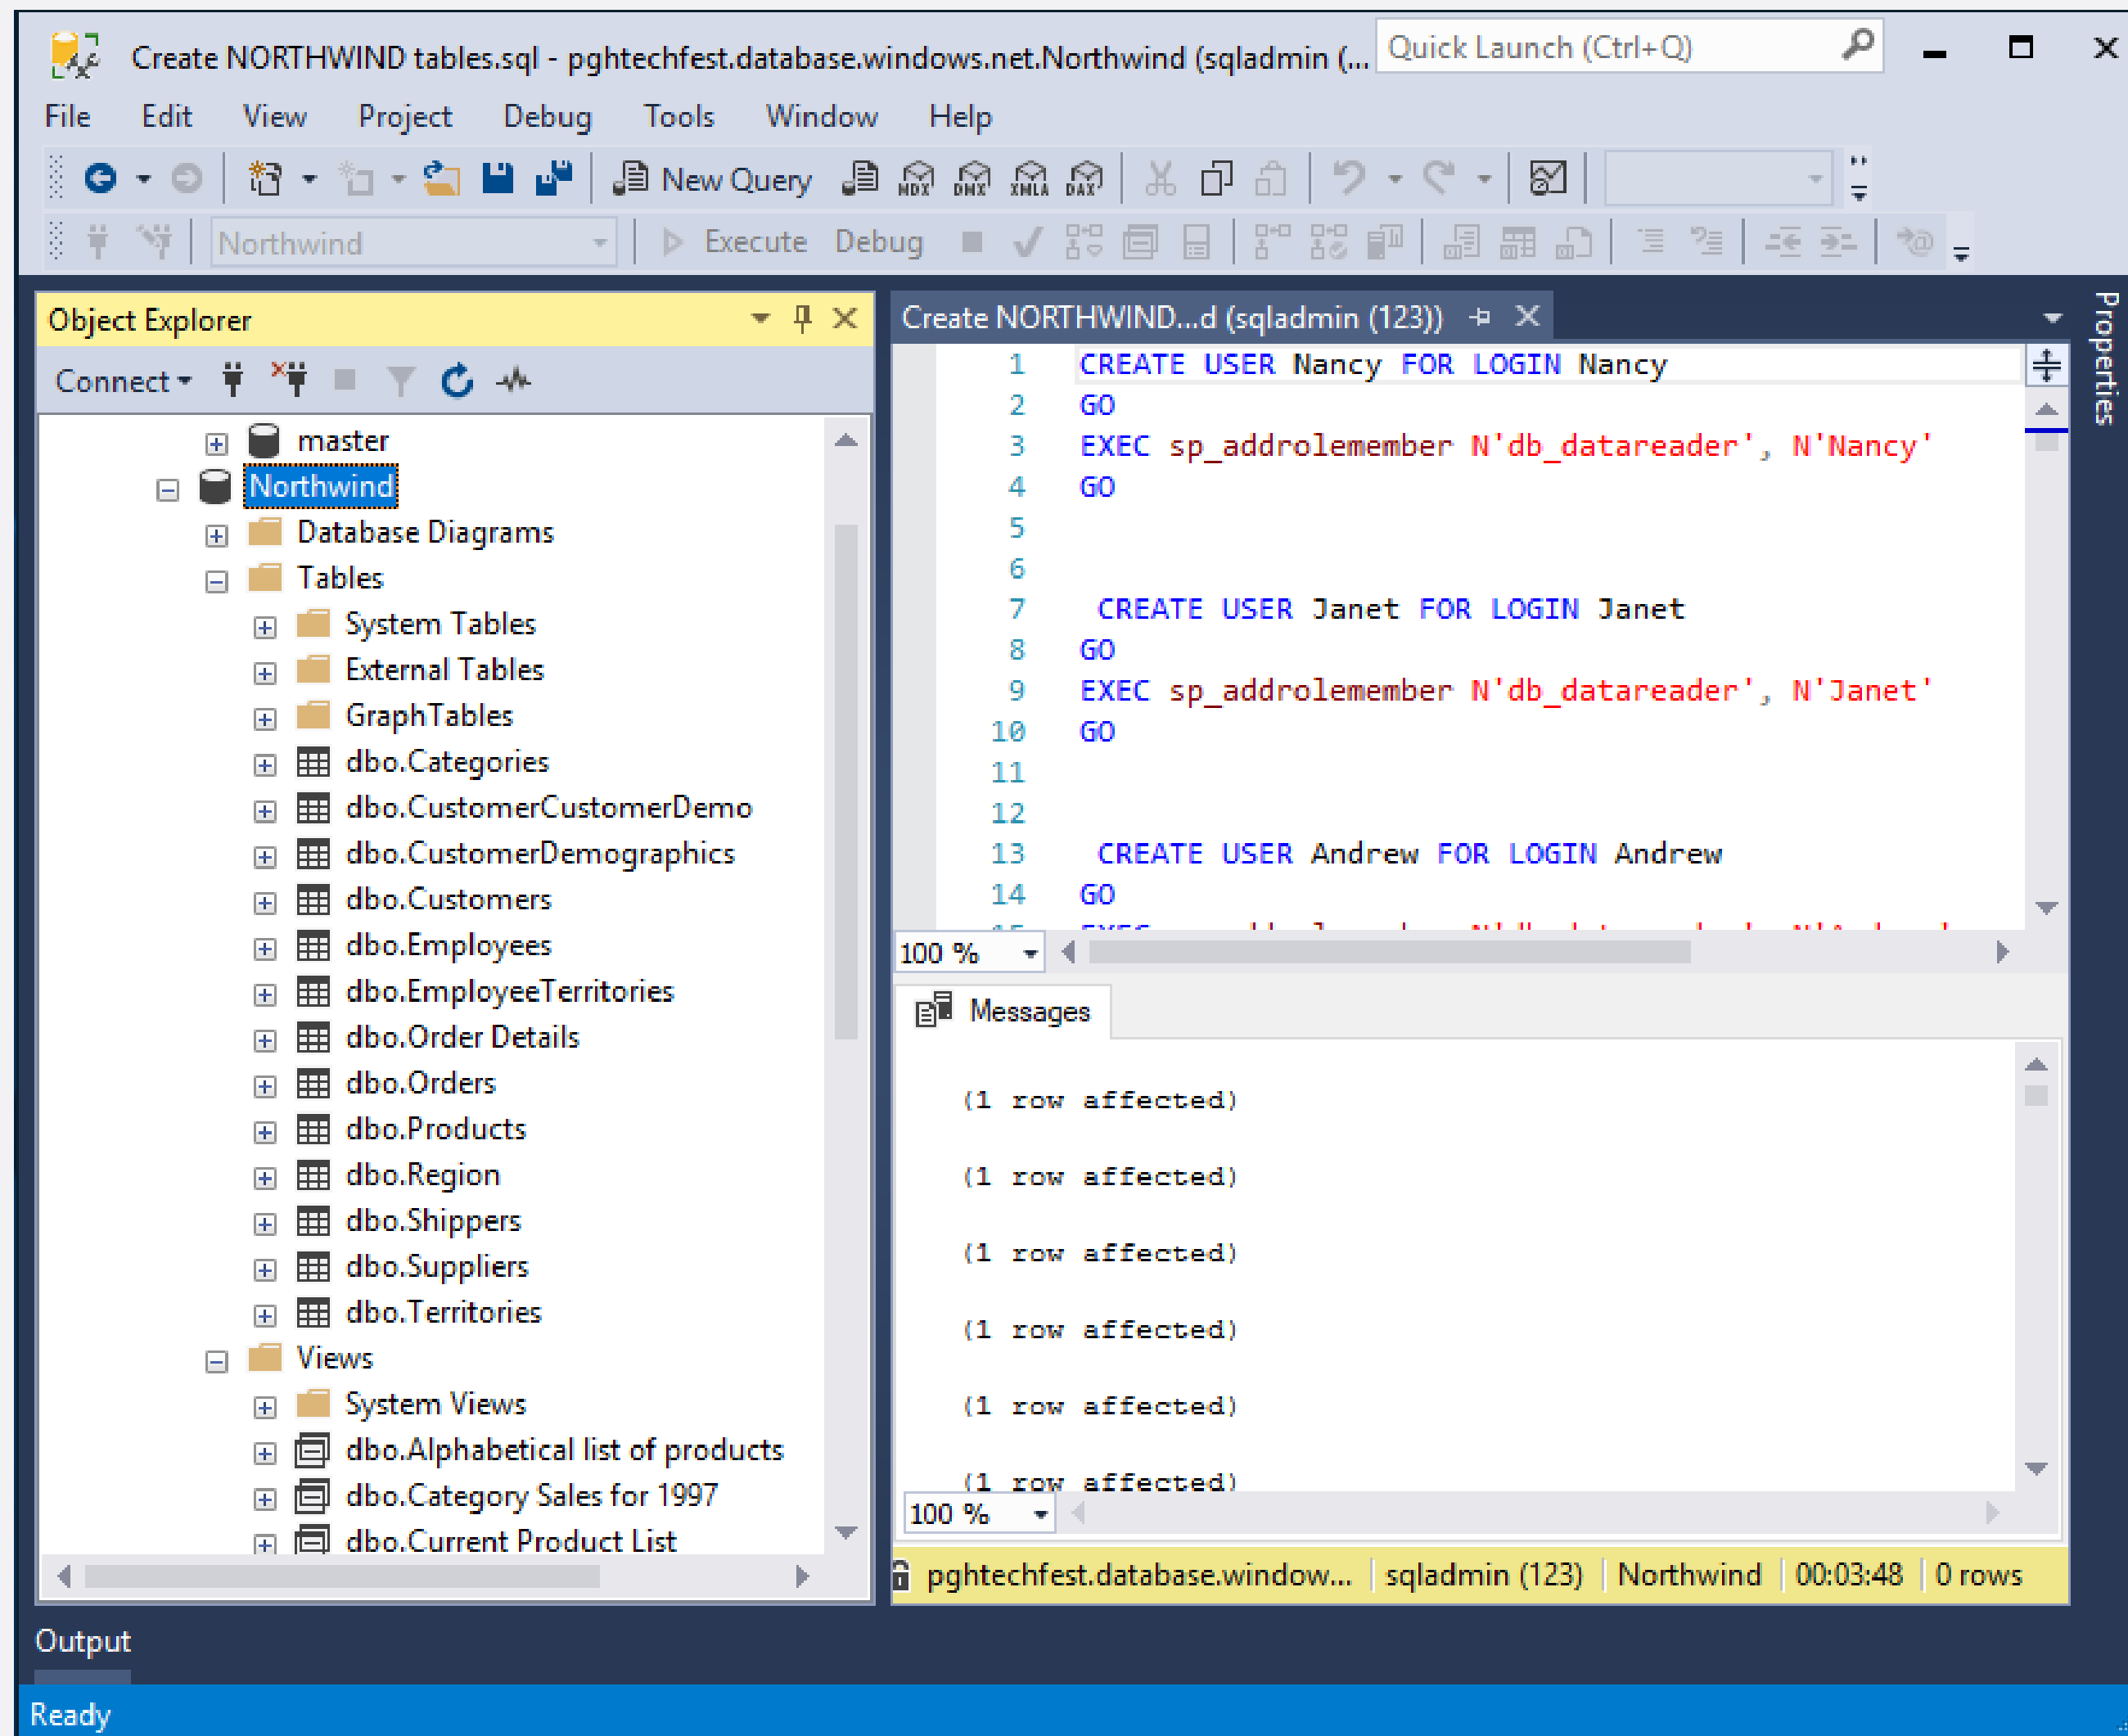 Create NORTHWIND tables.sql - pghtechfest.database.windows.net.Northwind (sqladmin (...
Quick Launch (Ctrl+Q)
File Edit View Project Debug Tools Window Help
New Query MDX DMX XMLA DAX
Northwind Execute Debug
Object Explorer
Connect
master
Northwind
Database Diagrams
Tables
System Tables
External Tables
GraphTables
dbo.Categories
dbo.CustomerCustomerDemo
dbo.CustomerDemographics
dbo.Customers
dbo.Employees
dbo.EmployeeTerritories
dbo.Order Details
dbo.Orders
dbo.Products
dbo.Region
dbo.Shippers
dbo.Suppliers
dbo.Territories
Views
System Views
dbo.Alphabetical list of products
dbo.Category Sales for 1997
dbo.Current Product List
Create NORTHWIND...d (sqladmin (123))
1 CREATE USER Nancy FOR LOGIN Nancy
2 GO
3 EXEC sp_addrolemember N'db_datareader', N'Nancy'
4 GO
5
6
7 CREATE USER Janet FOR LOGIN Janet
8 GO
9 EXEC sp_addrolemember N'db_datareader', N'Janet'
10 GO
11
12
13 CREATE USER Andrew FOR LOGIN Andrew
14 GO
100 %
Messages
(1 row affected)
(1 row affected)
(1 row affected)
(1 row affected)
(1 row affected)
(1 row affected)
100 %
pghtechfest.database.window... sqladmin (123) Northwind 00:03:48 0 rows
Properties
Output
Ready